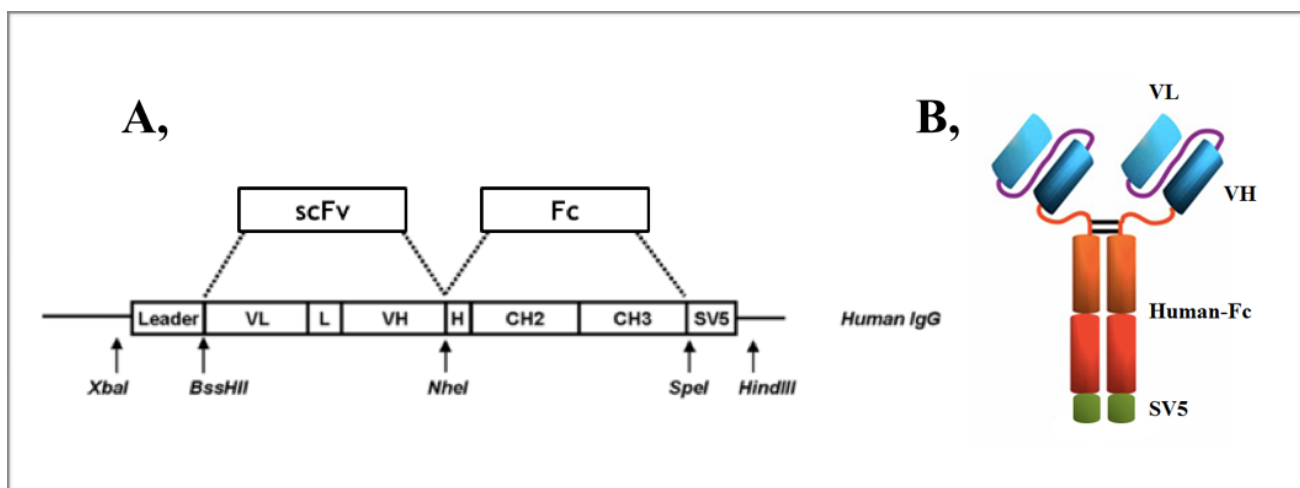 A,
scFv
Fc
Leader VL L VH H CH2 CH3 SV5 Human IgG
XbaI BssHII NheI SpeI HindIII
B,
VL
VH
Human-Fc
SV5